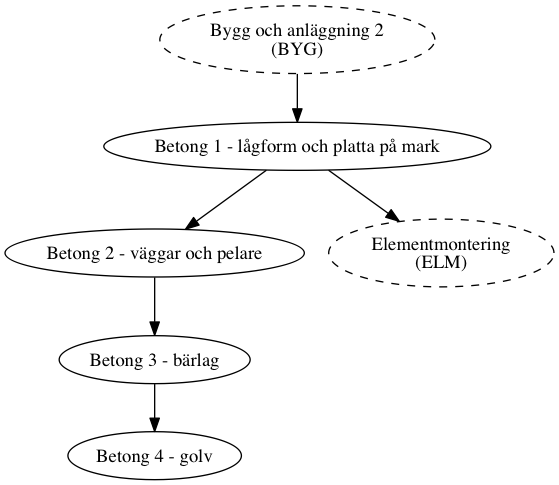 Bygg och anläggning 2
(BYG)
Betong 1 - lågform och platta på mark
Betong 2 - väggar och pelare
Elementmontering
(ELM)
Betong 3 - bärlag
Betong 4 - golv